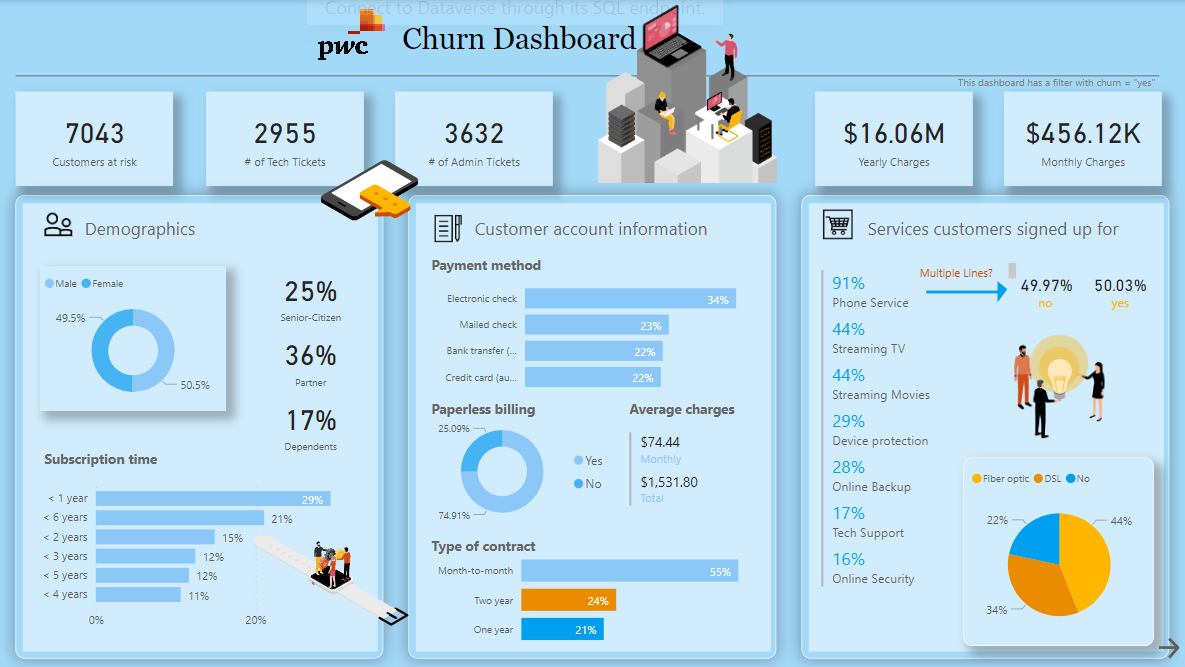 Connect to Dataverse through its SQL endpoint.
pwc
Churn Dashboard
This dashboard has a filter with churn = "yes"
7043
Customers at risk
2955
# of Tech Tickets
3632
# of Admin Tickets
$16.06M
Yearly Charges
$456.12K
Monthly Charges
Demographics
Male Female
49.5%
50.5%
25%
Senior-Citizen
36%
Partner
17%
Dependents
Subscription time
< 1 year 29%
< 6 years 21%
< 2 years 15%
< 3 years 12%
< 5 years 12%
< 4 years 11%
0% 20%
Customer account information
Payment method
Electronic check 34%
Mailed check 23%
Bank transfer (... 22%
Credit card (au... 22%
Paperless billing
25.09%
74.91%
Yes
No
Average charges
$74.44
Monthly
$1,531.80
Total
Type of contract
Month-to-month 55%
Two year 24%
One year 21%
Services customers signed up for
91%
Phone Service
44%
Streaming TV
44%
Streaming Movies
29%
Device protection
28%
Online Backup
17%
Tech Support
16%
Online Security
Multiple Lines?
49.97% 50.03%
no yes
Fiber optic DSL No
22% 44%
34%